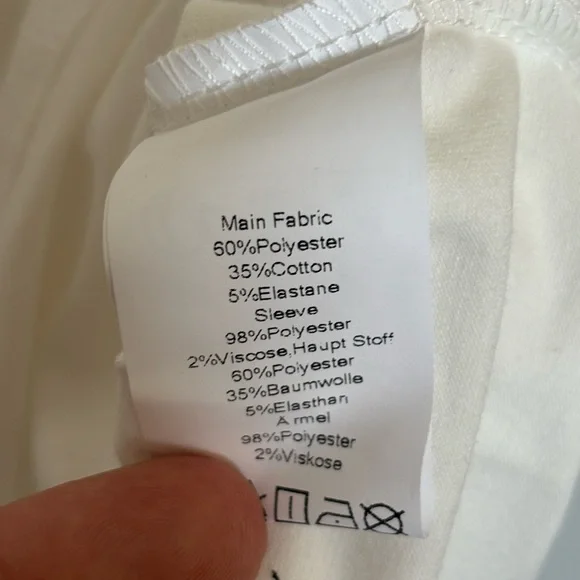 Main Fabric
60%Polyester
35%Cotton
5%Elastane
Sleeve
98%Polyester
2%Viscose,Haupt Stoff
60%Polyester
35%Baumwolle
5%Elasthan
Ärmel
98%Polyester
2%Viskose